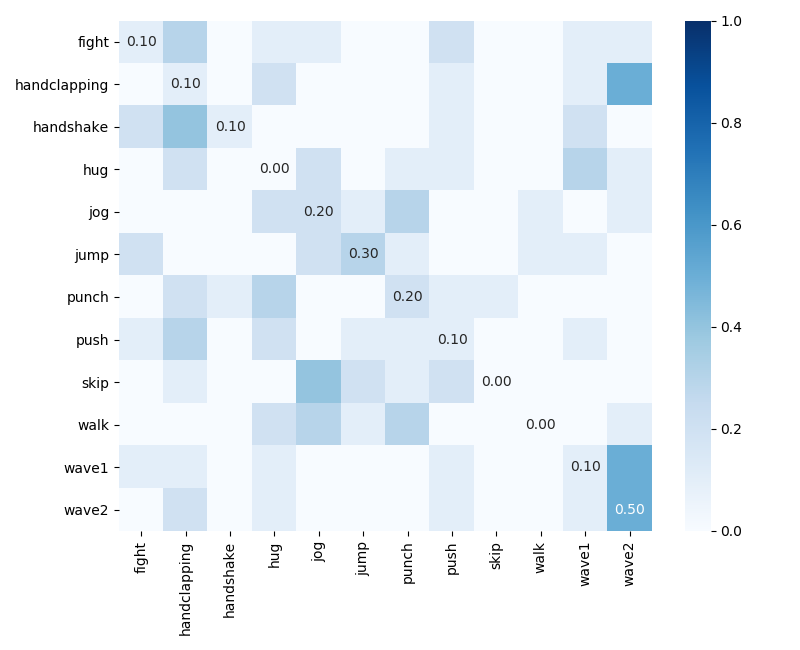 1.0
fight 0.10
handclapping 0.10
0.8
handshake 0.10
hug 0.00
0.6
jog 0.20
jump 0.30
0.4
punch 0.20
push 0.10
skip 0.00
0.2
walk 0.00
wave1 0.10
wave2 0.50
0.0
fight
handclapping
handshake
hug
jog
jump
punch
push
skip
walk
wave1
wave2